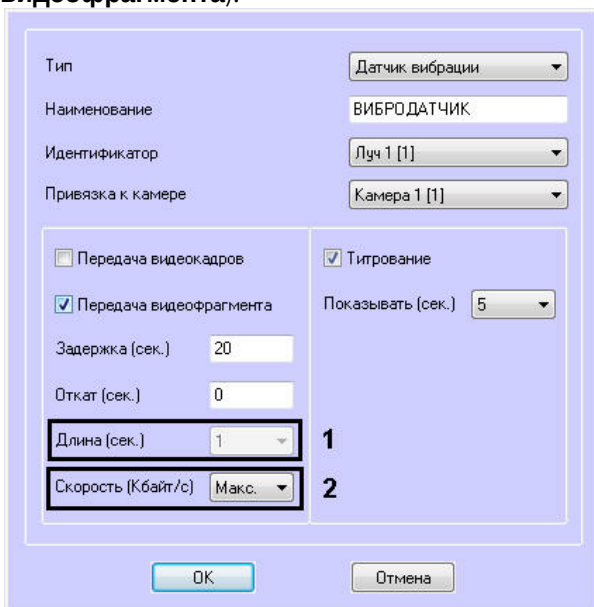 видеофрагмента).
Тип Датчик вибрации
Наименование ВИБРОДАТЧИК
Идентификатор Луч 1 [1]
Привязка к камере Камера 1 [1]
Передача видеокадров Титрование
Передача видеофрагмента Показывать (сек.) 5
Задержка (сек.) 20
Откат (сек.) 0
Длина (сек.) 1 1
Скорость (Кбайт/с) Макс. 2
OK Отмена